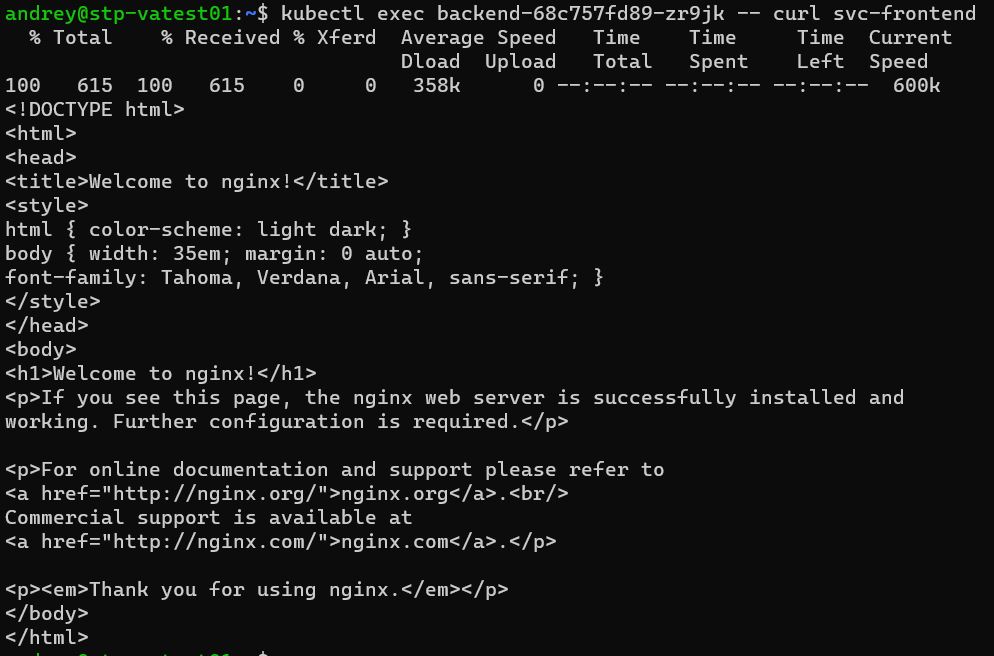 andrey@stp-vatest01:~$ kubectl exec backend-68c757fd89-zr9jk -- curl svc-frontend
  % Total    % Received % Xferd  Average Speed   Time    Time     Time  Current
                                 Dload  Upload   Total   Spent    Left  Speed
100   615  100   615    0     0   358k      0 --:--:-- --:--:-- --:--:--  600k
<!DOCTYPE html>
<html>
<head>
<title>Welcome to nginx!</title>
<style>
html { color-scheme: light dark; }
body { width: 35em; margin: 0 auto;
font-family: Tahoma, Verdana, Arial, sans-serif; }
</style>
</head>
<body>
<h1>Welcome to nginx!</h1>
<p>If you see this page, the nginx web server is successfully installed and
working. Further configuration is required.</p>

<p>For online documentation and support please refer to
<a href="http://nginx.org/">nginx.org</a>.<br/>
Commercial support is available at
<a href="http://nginx.com/">nginx.com</a>.</p>

<p><em>Thank you for using nginx.</em></p>
</body>
</html>